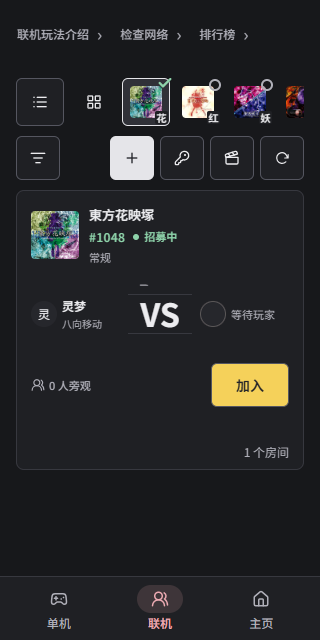 联机玩法介绍
检查网络
排行榜
花
红
妖
東方花映塚
#1048
招募中
常规
灵
灵梦
八向移动
VS
等待玩家
0 人旁观
加入
1 个房间
单机
联机
主页